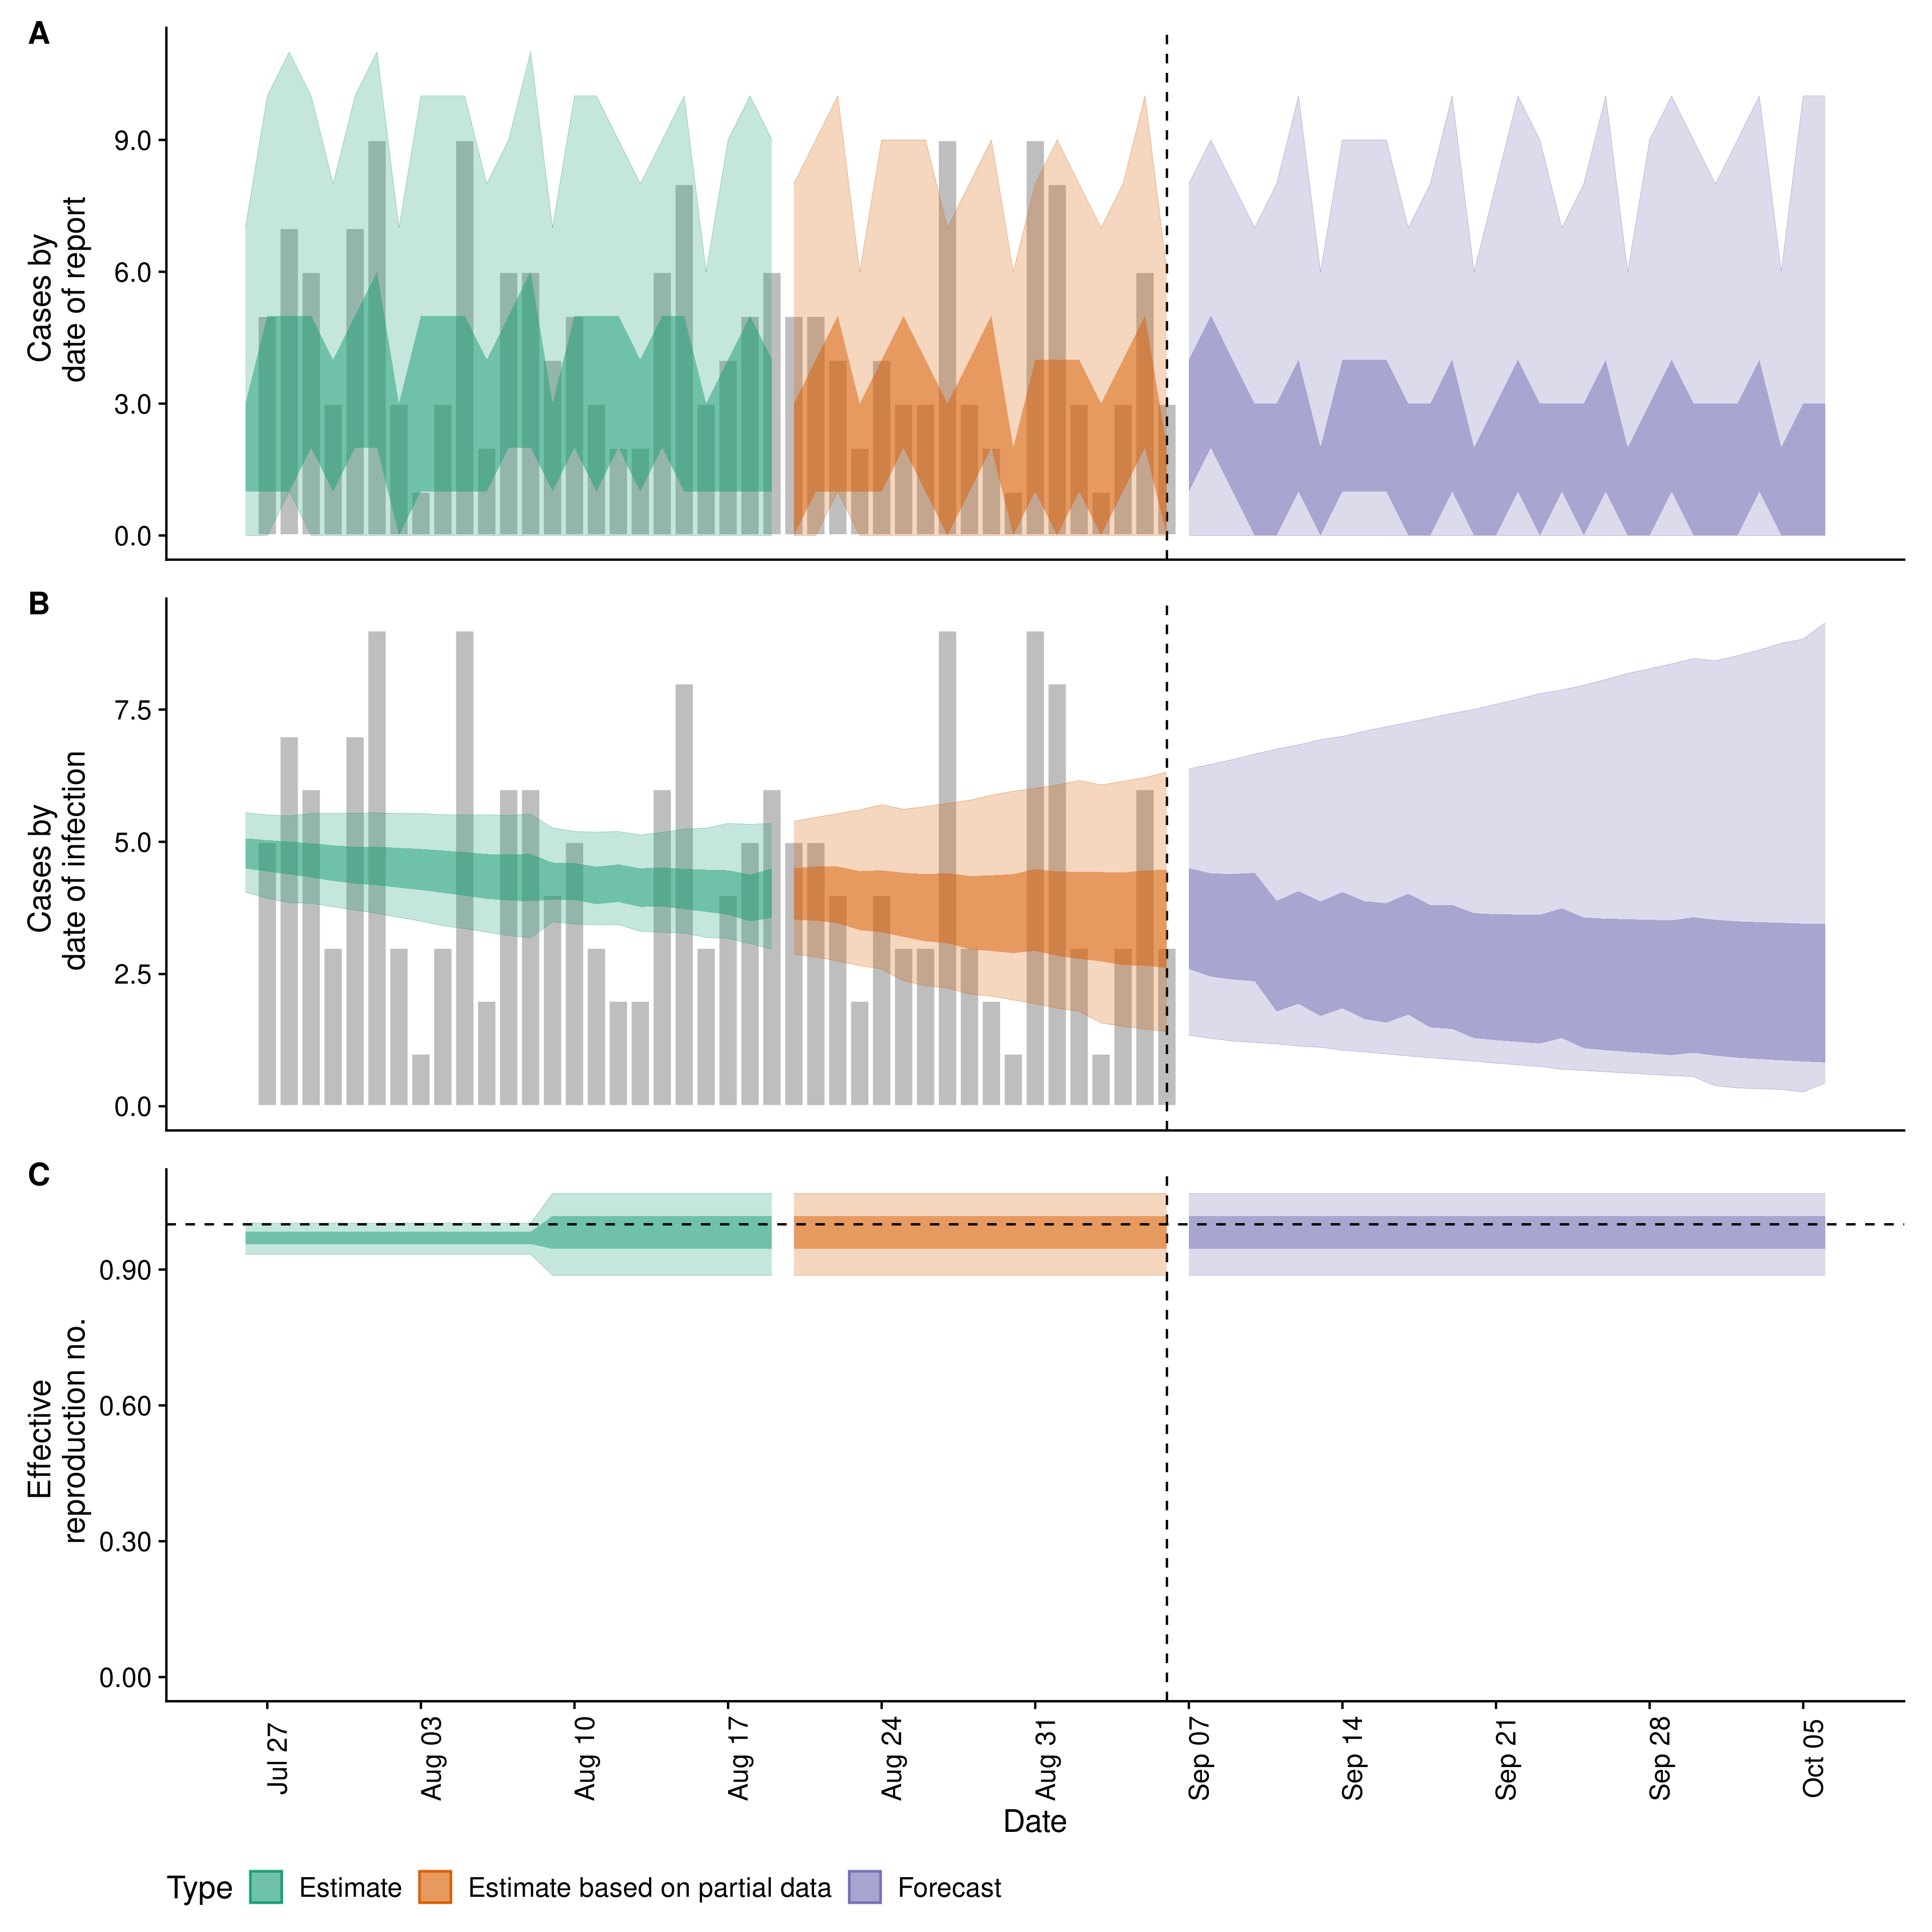 A
Cases by
date of report
9.0
6.0
3.0
0.0
B
Cases by
date of infection
7.5
5.0
2.5
0.0
C
Effective
reproduction no.
0.90
0.60
0.30
0.00
Jul 27
Aug 03
Aug 10
Aug 17
Aug 24
Aug 31
Sep 07
Sep 14
Sep 21
Sep 28
Oct 05
Date
Type Estimate Estimate based on partial data Forecast